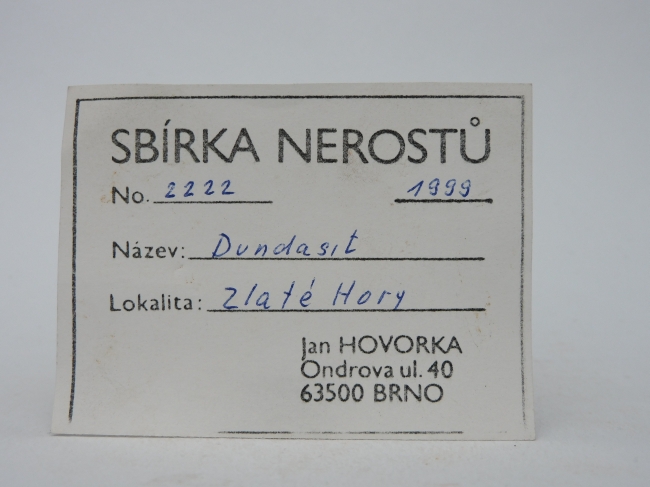 SBÍRKA NEROSTŮ
No. 2222 1999
Název: Dundasit
Lokalita: Zlaté Hory
Jan HOVORKA
Ondrova ul. 40
63500 BRNO